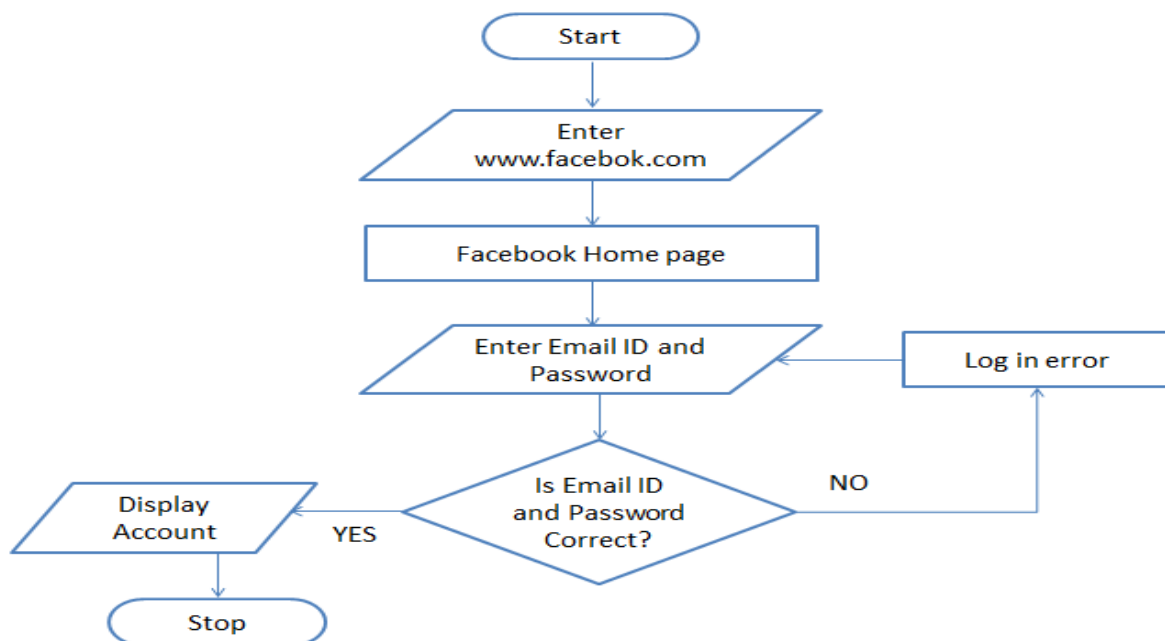 Start
Enter
www.facebok.com
Facebook Home page
Enter Email ID and
Password
Log in error
Is Email ID
and Password
Correct?
NO
YES
Display
Account
Stop